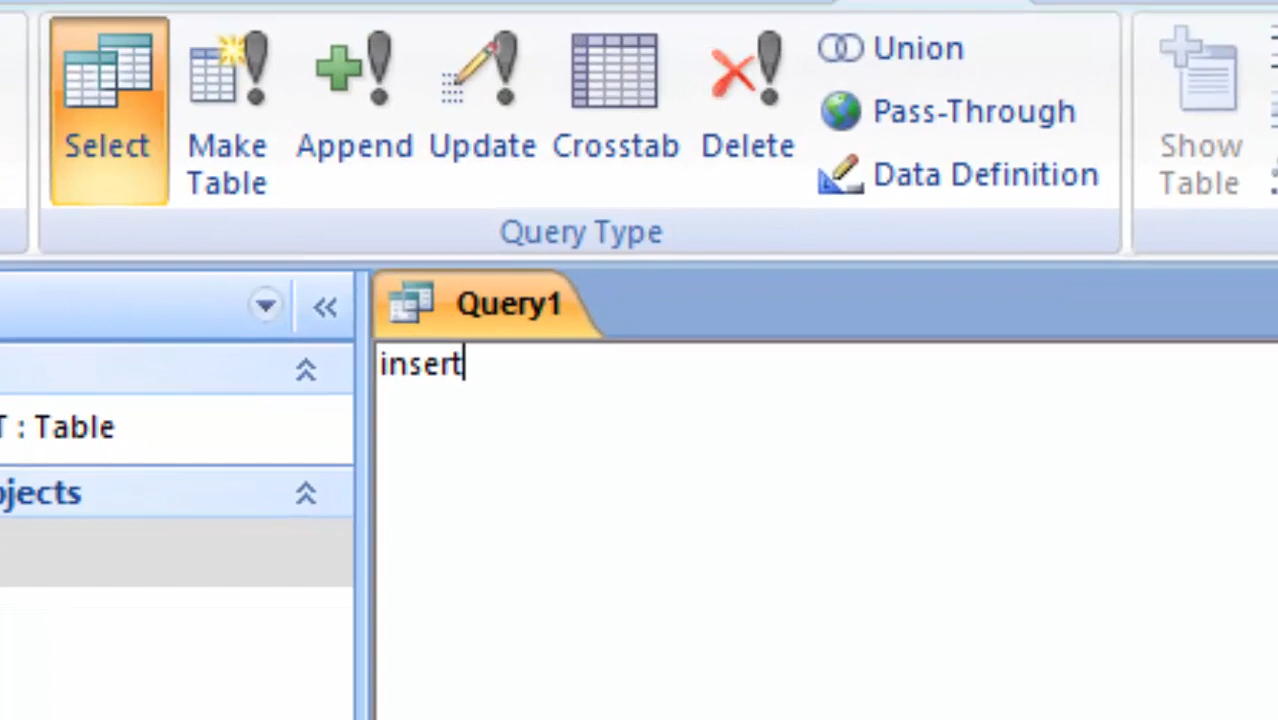 Select
Make
Table
Append
Update
Crosstab
Delete
Union
Pass-Through
Data Definition
Show
Table
Query Type
Query1
insert
: Table